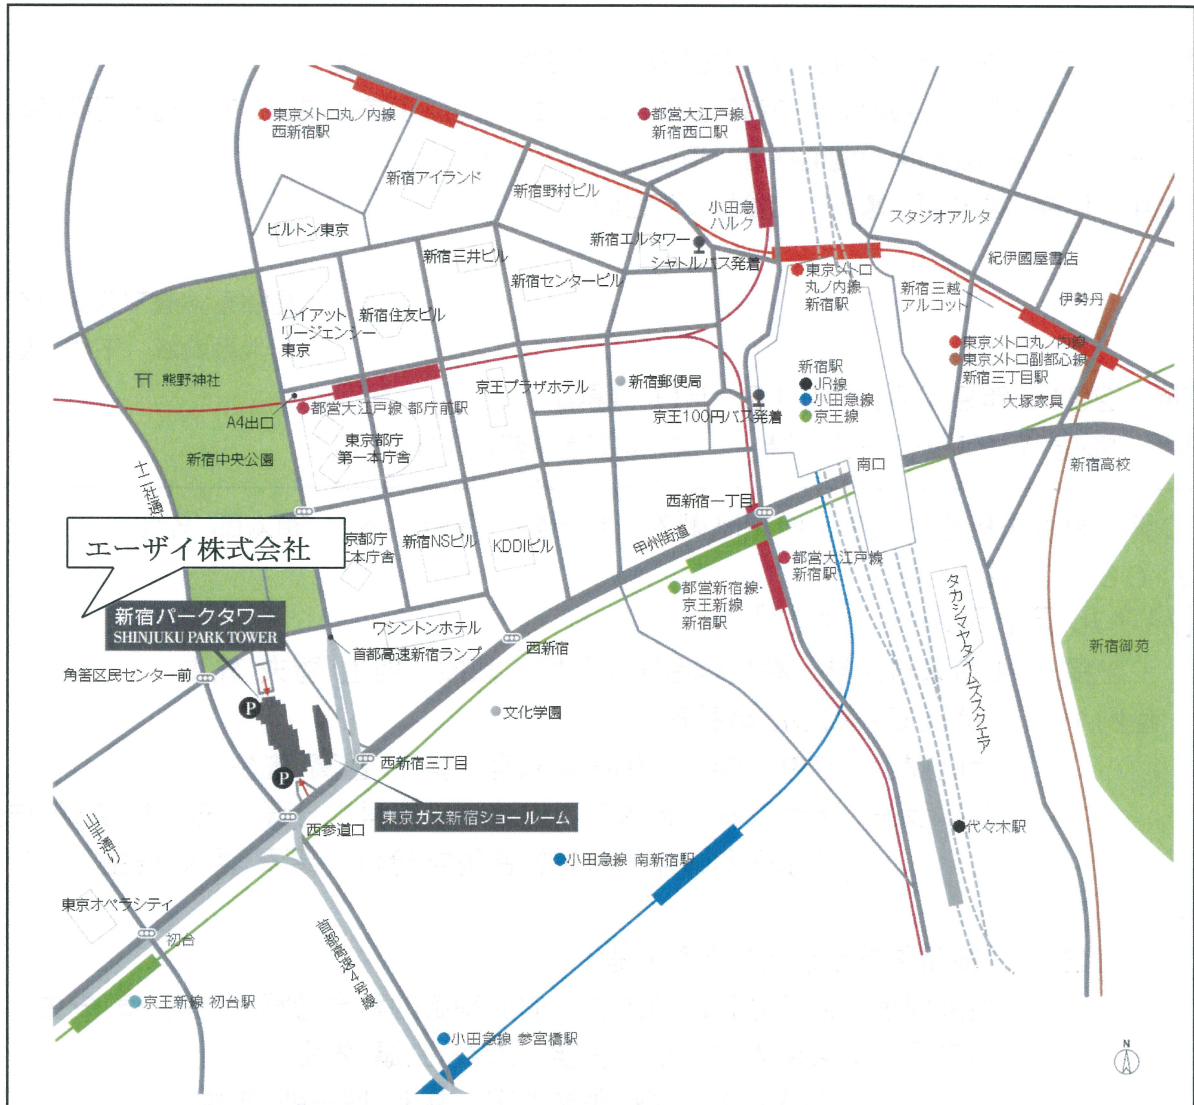 東京メトロ丸ノ内線
西新宿駅
都営大江戸線
新宿西口駅
新宿アイランド
新宿野村ビル
小田急
ハルク
スタジオアルタ
ヒルトン東京
新宿三井ビル
新宿エルタワー
シャトルバス発着
新宿センタービル
紀伊國屋書店
東京メトロ
丸ノ内線
新宿駅
新宿三越
アルコット
伊勢丹
ハイアット
リージェンシー
東京
新宿住友ビル
東京メトロ丸ノ内線
東京メトロ副都心線
新宿三丁目駅
熊野神社
京王プラザホテル
新宿郵便局
新宿駅
JR線
小田急線
京王線
大塚家具
A4出口
都営大江戸線 都庁前駅
京王100円バス発着
東京都庁
第一本庁舎
新宿中央公園
南口
新宿高校
十二社通
西新宿一丁目
エーザイ株式会社
京都庁
本庁舎
新宿NSビル
KDDIビル
甲州街道
都営大江戸線
新宿駅
都営新宿線・
京王新線
新宿駅
タカシマヤタイムズスクエア
新宿パークタワー
SHINJUKU PARK TOWER
ワシントンホテル
首都高速新宿ランプ
西新宿
新宿御苑
角筈区民センター前
P
文化学園
西新宿三丁目
P
東京ガス新宿ショールーム
西参道口
山手通り
代々木駅
小田急線 南新宿駅
東京オペラシティ
初台
首都高速4号線
京王新線 初台駅
小田急線 参宮橋駅
N